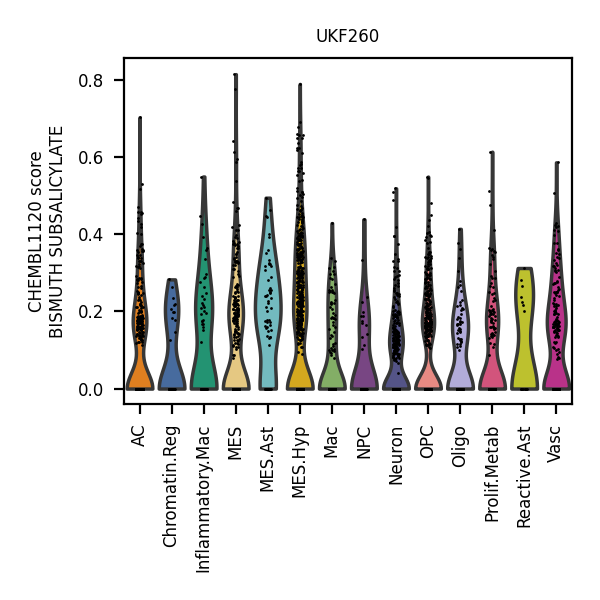 UKF260
CHEMBL1120 score
BISMUTH SUBSALICYLATE
0.8
0.6
0.4
0.2
0.0
AC
Chromatin.Reg
Inflammatory.Mac
MES
MES.Ast
MES.Hyp
Mac
NPC
Neuron
OPC
Oligo
Prolif.Metab
Reactive.Ast
Vasc